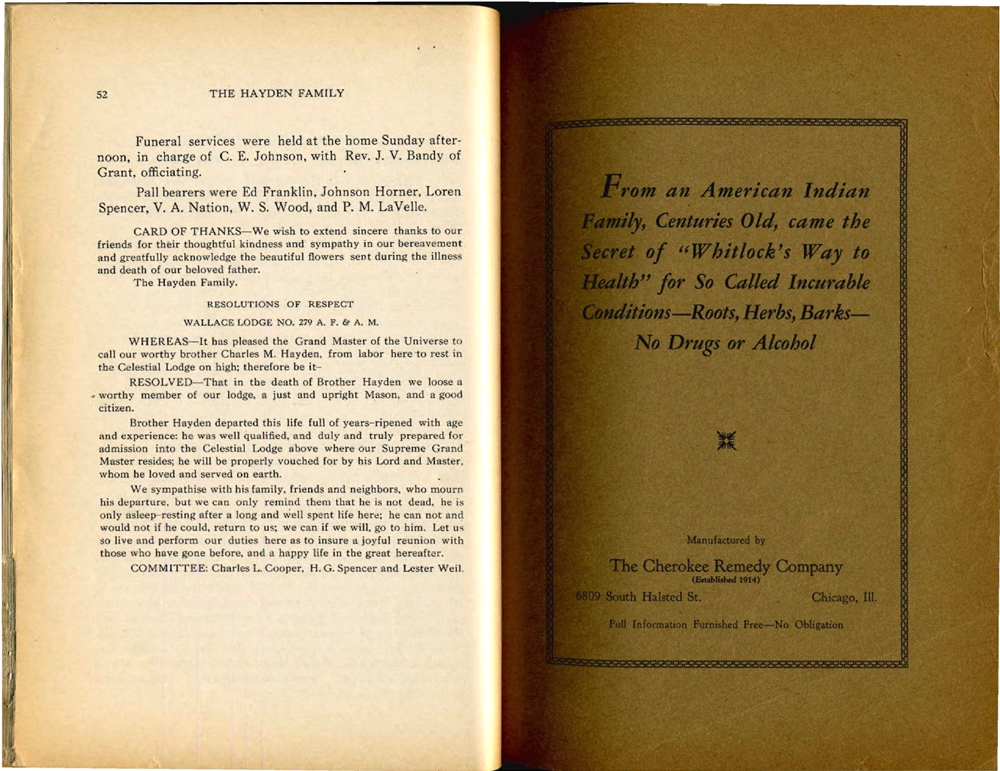 52 THE HAYDEN FAMILY
Funeral services were held at the home Sunday after-
noon, in charge of C. E. Johnson, with Rev. J. V. Bandy of
Grant, officiating.
Pall bearers were Ed Franklin, Johnson Horner, Loren
Spencer, V. A. Nation, W. S. Wood, and P. M. LaVelle.
CARD OF THANKS—We wish to extend sincere thanks to our
friends for their thoughtful kindness and sympathy in our bereavement
and greatfully acknowledge the beautiful flowers sent during the illness
and death of our beloved father.
The Hayden Family.
RESOLUTIONS OF RESPECT
WALLACE LODGE NO. 279 A. F. & A. M.
WHEREAS—It has pleased the Grand Master of the Universe to
call our worthy brother Charles M. Hayden, from labor here to rest in
the Celestial Lodge on high; therefore be it–
RESOLVED—That in the death of Brother Hayden we loose a
worthy member of our lodge, a just and upright Mason, and a good
citizen.
Brother Hayden departed this life full of years–ripened with age
and experience: he was well qualified, and duly and truly prepared for
admission into the Celestial Lodge above where our Supreme Grand
Master resides; he will be properly vouched for by his Lord and Master,
whom he loved and served on earth.
We sympathise with his family, friends and neighbors, who mourn
his departure, but we can only remind them that he is not dead, he is
only asleep–resting after a long and well spent life here; he can not and
would not if he could, return to us; we can if we will, go to him. Let us
so live and perform our duties here as to insure a joyful reunion with
those who have gone before, and a happy life in the great hereafter.
COMMITTEE: Charles L. Cooper, H. G. Spencer and Lester Weil.
From an American Indian
Family, Centuries Old, came the
Secret of “Whitlock's Way to
Health” for So Called Incurable
Conditions—Roots, Herbs, Barks—
No Drugs or Alcohol
Manufactured by
The Cherokee Remedy Company
(Established 1914)
6809 South Halsted St. Chicago, Ill.
Full Information Furnished Free—No Obligation